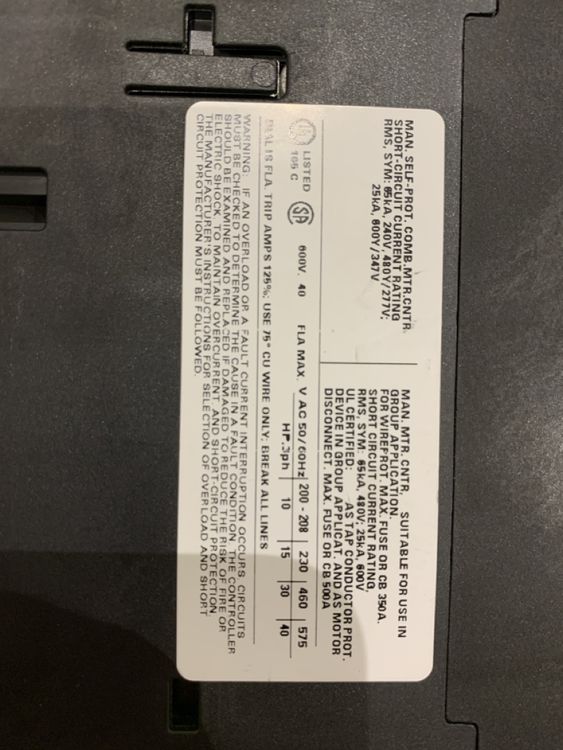 MAN. SELF-PROT. COMB. MTR.CNTR.
SHORT-CIRCUIT CURRENT RATING
RMS, SYM: 65kA, 240V, 480Y/277V;
25kA, 600Y/347V
MAN. MTR. CNTR. SUITABLE FOR USE IN
GROUP APPLICATION.
FOR WIREPROT. MAX. FUSE OR CB 350A.
SHORT CIRCUIT CURRENT RATING,
RMS, SYM: 65kA, 480V; 25kA, 600V
UL CERTIFIED: AS TAP CONDUCTOR PROT.
DEVICE IN GROUP APPLICAT. AND AS MOTOR
DISCONNECT. MAX. FUSE OR CB 500A
UL LISTED SA 600V. 40 FLA MAX. V AC 50/60Hz 200 - 208 230 460 575
165 C HP.3ph 10 15 30 40
DIAL IS FLA, TRIP AMPS 125%; USE 75° CU WIRE ONLY; BREAK ALL LINES
WARNING: IF AN OVERLOAD OR A FAULT CURRENT INTERRUPTION OCCURS, CIRCUITS
MUST BE CHECKED TO DETERMINE THE CAUSE IN A FAULT CONDITION, THE CONTROLLER
SHOULD BE EXAMINED AND REPLACED IF DAMAGED TO REDUCE THE RISK OF FIRE OR
ELECTRIC SHOCK. TO MAINTAIN OVERCURRENT, AND SHORT-CIRCUIT PROTECTION,
THE MANUFACTURER'S INSTRUCTIONS FOR SELECTION OF OVERLOAD AND SHORT
CIRCUIT PROTECTION MUST BE FOLLOWED.